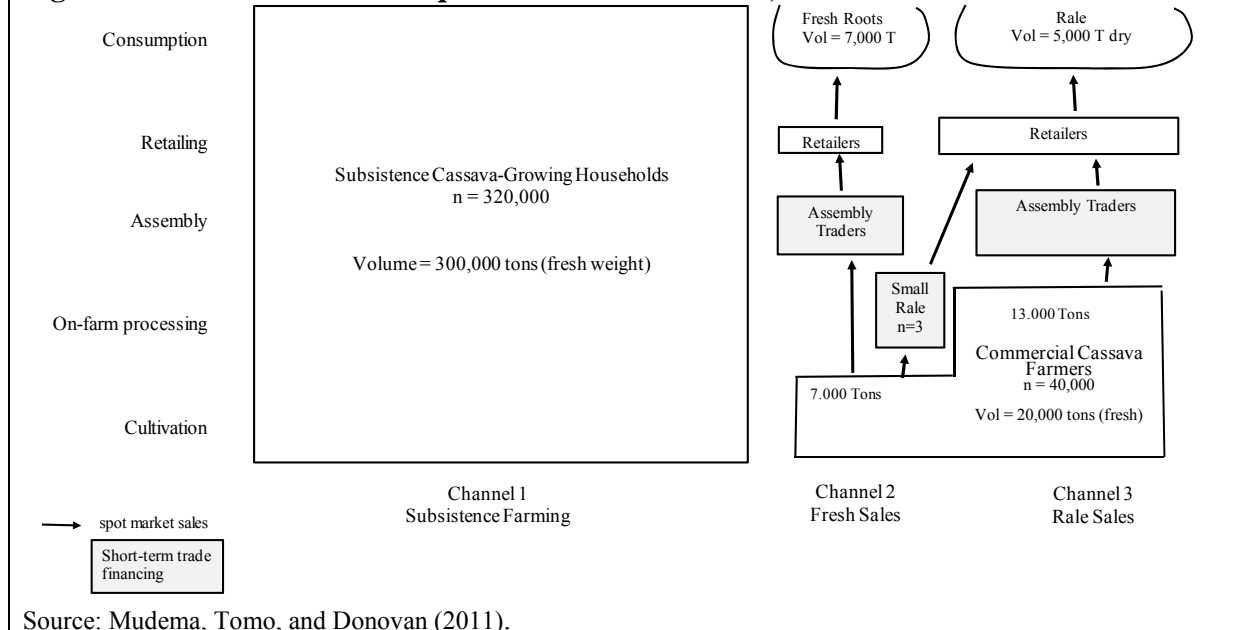 Consumption
Retailing
Assembly
On-farm processing
Cultivation
Subsistence Cassava-Growing Households
n = 320,000
Volume = 300,000 tons (fresh weight)
Fresh Roots
Vol = 7,000 T
Rale
Vol = 5,000 T dry
Retailers
Retailers
Assembly
Traders
Assembly Traders
Small
Rale
n=3
13.000 Tons
Commercial Cassava
Farmers
n = 40,000
Vol = 20,000 tons (fresh)
7.000 Tons
Channel 1
Subsistence Farming
Channel 2
Fresh Sales
Channel 3
Rale Sales
spot market sales
Short-term trade
financing
Source: Mudema, Tomo, and Donovan (2011).